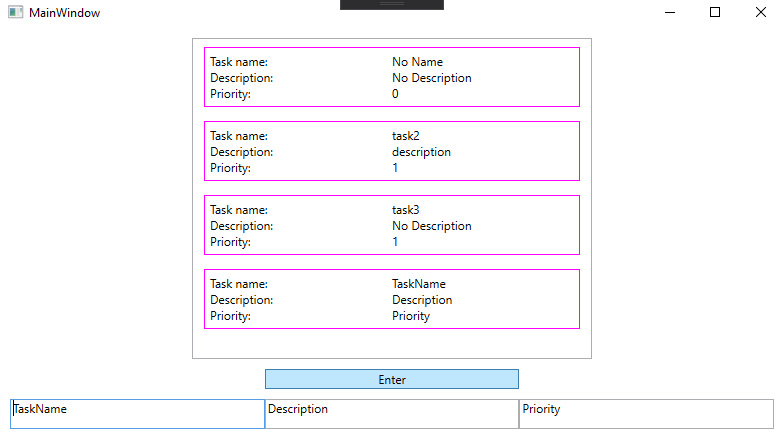 MainWindow
Task name: No Name
Description: No Description
Priority: 0
Task name: task2
Description: description
Priority: 1
Task name: task3
Description: No Description
Priority: 1
Task name: TaskName
Description: Description
Priority: Priority
Enter
TaskName Description Priority